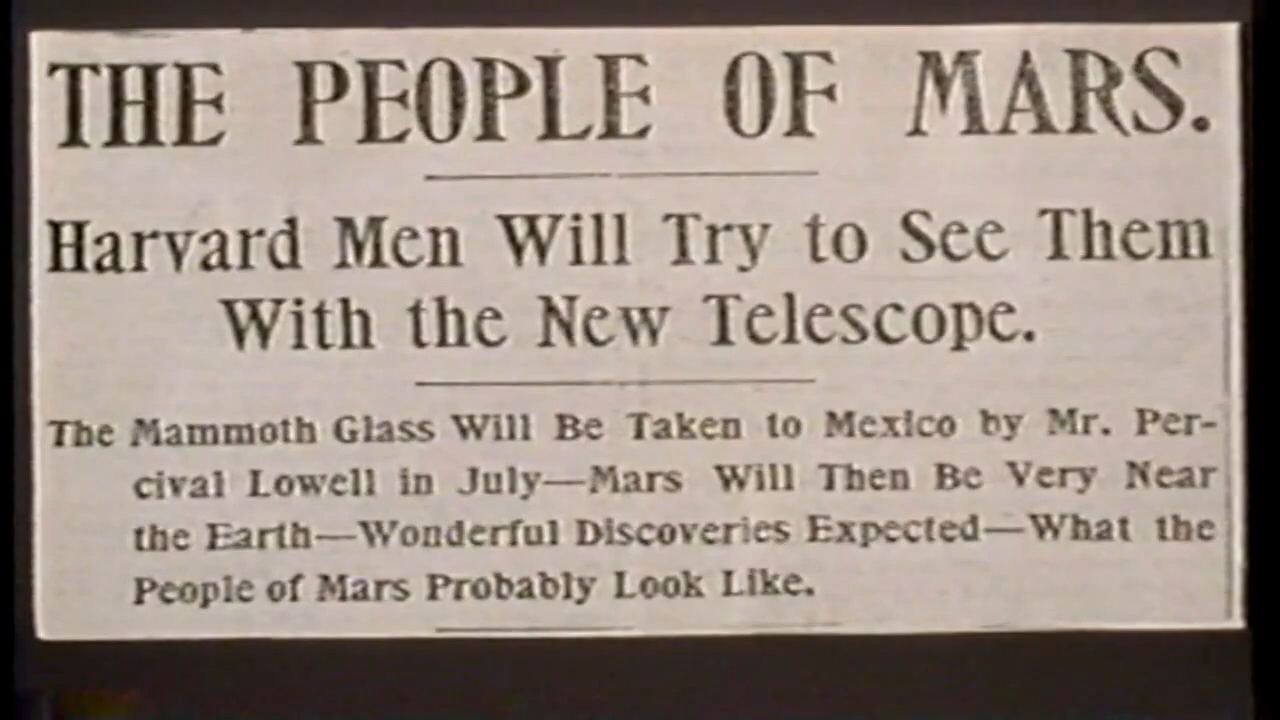 THE PEOPLE OF MARS.
Harvard Men Will Try to See Them
With the New Telescope.
The Mammoth Glass Will Be Taken to Mexico by Mr. Per-
cival Lowell in July—Mars Will Then Be Very Near
the Earth—Wonderful Discoveries Expected—What the
People of Mars Probably Look Like.